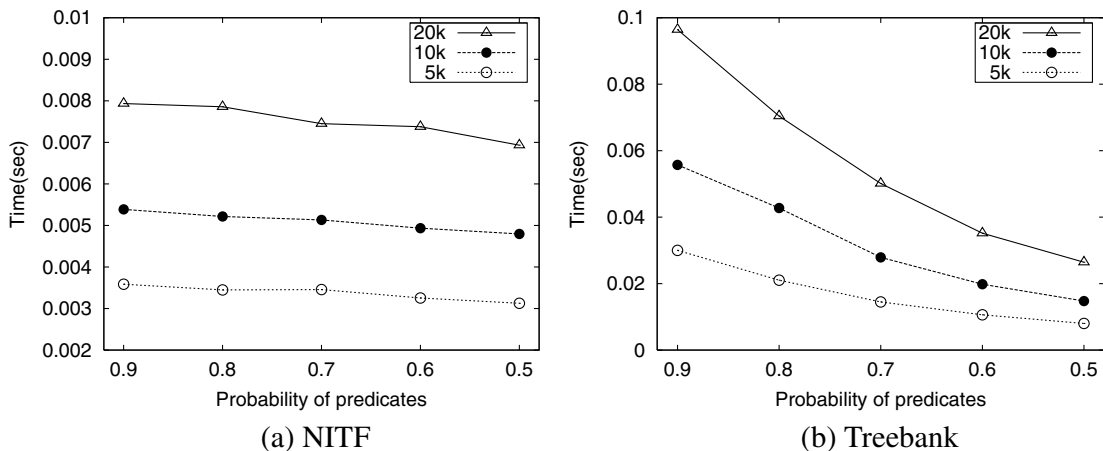 0.01
0.009
0.008
0.007
0.006
0.005
0.004
0.003
0.002
Time(sec)
20k
10k
5k
0.9 0.8 0.7 0.6 0.5
Probability of predicates
(a) NITF
0.1
0.08
0.06
0.04
0.02
0
Time(sec)
20k
10k
5k
0.9 0.8 0.7 0.6 0.5
Probability of predicates
(b) Treebank